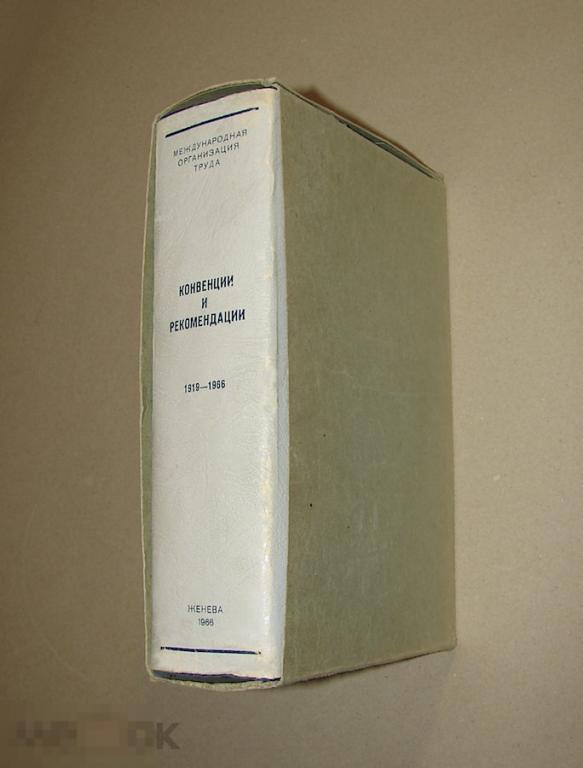 МЕЖДУНАРОДНАЯ
ОРГАНИЗАЦИЯ
ТРУДА
КОНВЕНЦИИ
И
РЕКОМЕНДАЦИИ
1919—1966
ЖЕНЕВА
1966